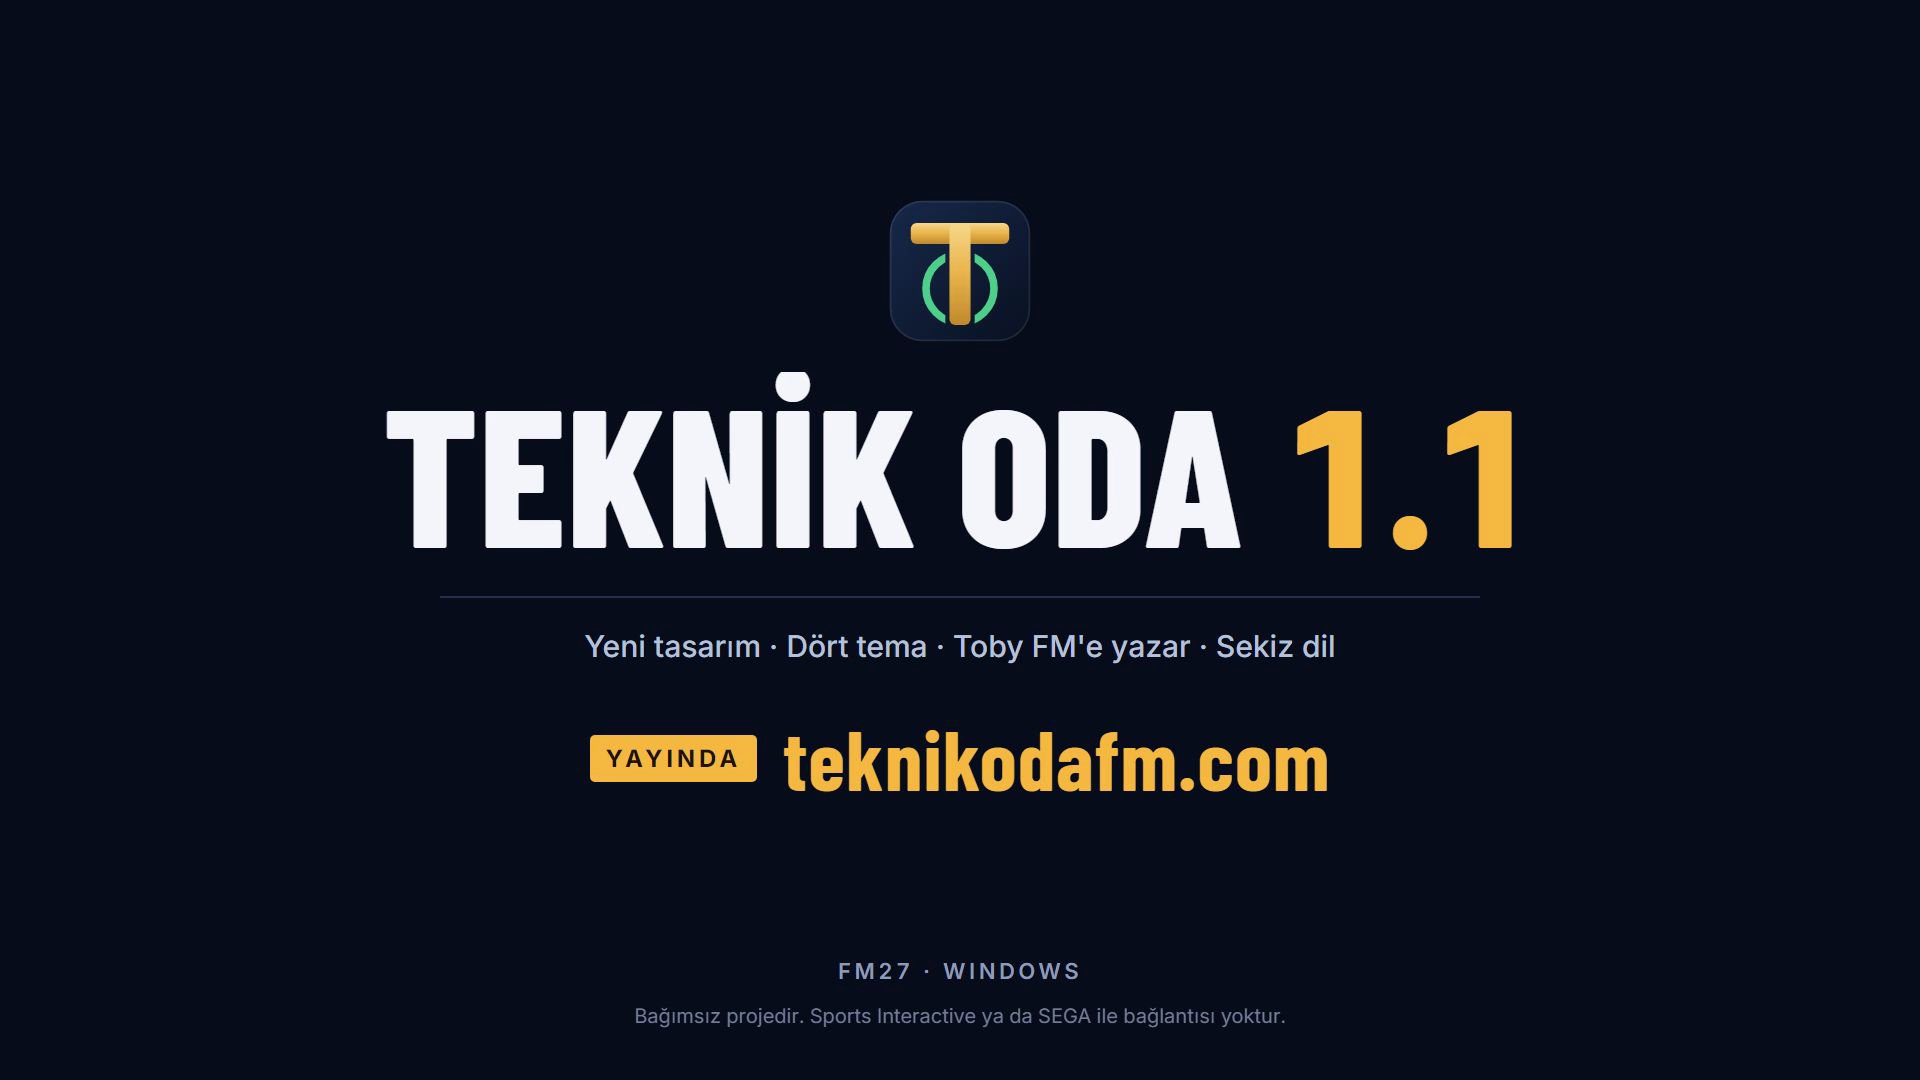 TEKNİK ODA 1.1
Yeni tasarım · Dört tema · Toby FM'e yazar · Sekiz dil
YAYINDA teknikodafm.com
FM27 · WINDOWS
Bağımsız projedir. Sports Interactive ya da SEGA ile bağlantısı yoktur.